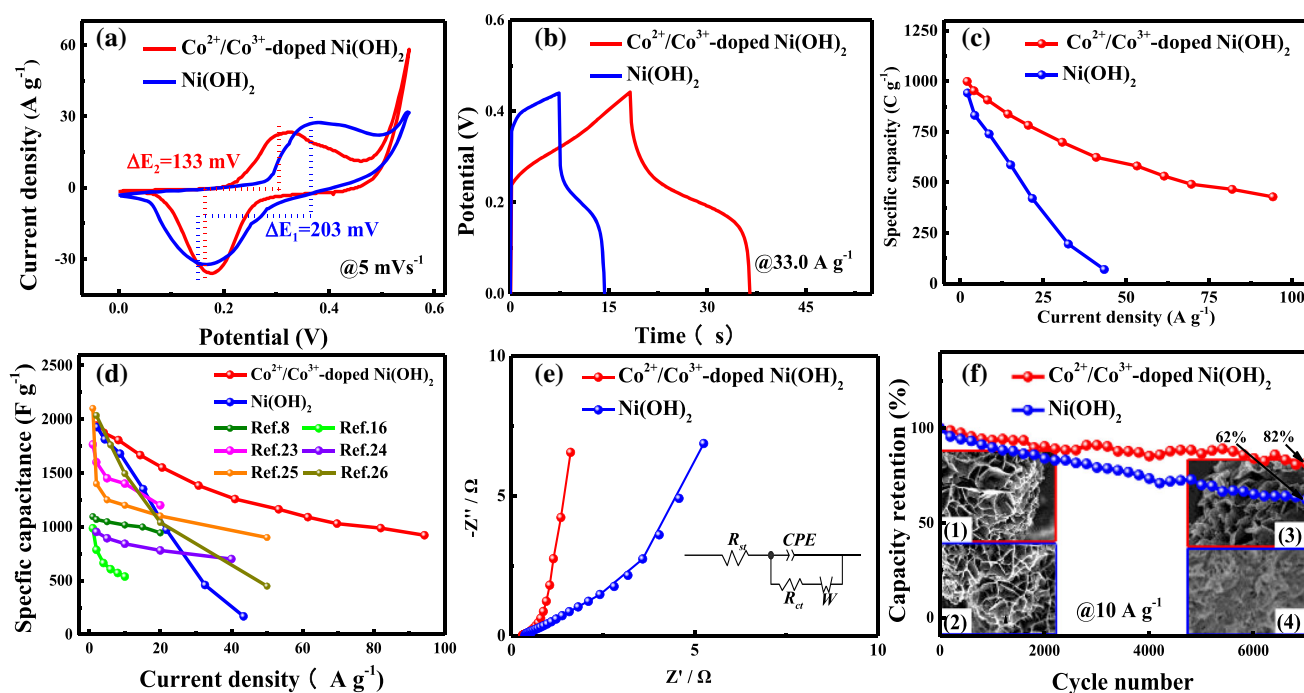 (a)
Co²⁺/Co³⁺-doped Ni(OH)₂
Ni(OH)₂
ΔE₂=133 mV
ΔE₁=203 mV
@5 mVs⁻¹
60
30
0
-30
0.0 0.2 0.4 0.6
Current density (A g⁻¹)
Potential (V)
(b)
Co²⁺/Co³⁺-doped Ni(OH)₂
Ni(OH)₂
@33.0 A g⁻¹
0.4
0.2
0.0
0 15 30 45
Potential (V)
Time ( s)
(c)
Co²⁺/Co³⁺-doped Ni(OH)₂
Ni(OH)₂
1250
1000
750
500
250
0
0 25 50 75 100
Specific capacity (C g⁻¹)
Current density (A g⁻¹)
(d)
Co²⁺/Co³⁺-doped Ni(OH)₂
Ni(OH)₂
Ref.8 Ref.16
Ref.23 Ref.24
Ref.25 Ref.26
2500
2000
1500
1000
500
0
0 20 40 60 80 100
Specfic capacitance (F g⁻¹)
Current density ( A g⁻¹)
(e)
Co²⁺/Co³⁺-doped Ni(OH)₂
Ni(OH)₂
-10
-5
0
0 2 4 6 8 10
-Z'' / Ω
Z' / Ω
Rst CPE
Rct W
(f)
Co²⁺/Co³⁺-doped Ni(OH)₂
Ni(OH)₂
62% 82%
(1) (3)
(2) (4)
@10 A g⁻¹
100
50
0
0 2000 4000 6000
Capacity retention (%)
Cycle number